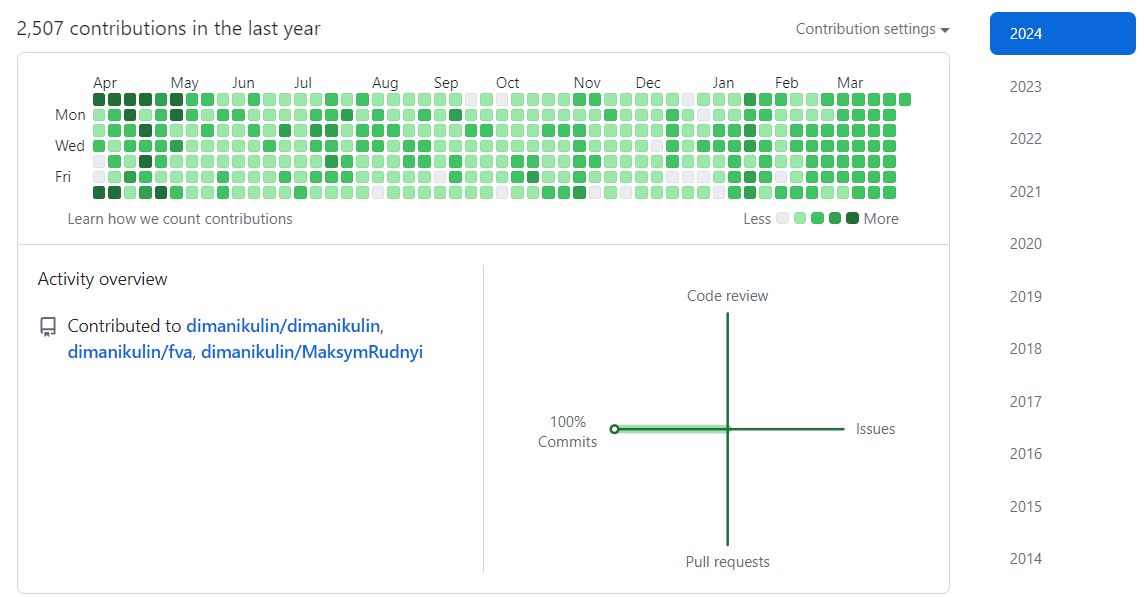 2,507 contributions in the last year
Contribution settings
Apr May Jun Jul Aug Sep Oct Nov Dec Jan Feb Mar
Mon
Wed
Fri
Learn how we count contributions
Less More
Activity overview
Contributed to dimanikulin/dimanikulin,
dimanikulin/fva, dimanikulin/MaksymRudnyi
Code review
100%
Commits
Issues
Pull requests
2024
2023
2022
2021
2020
2019
2018
2017
2016
2015
2014